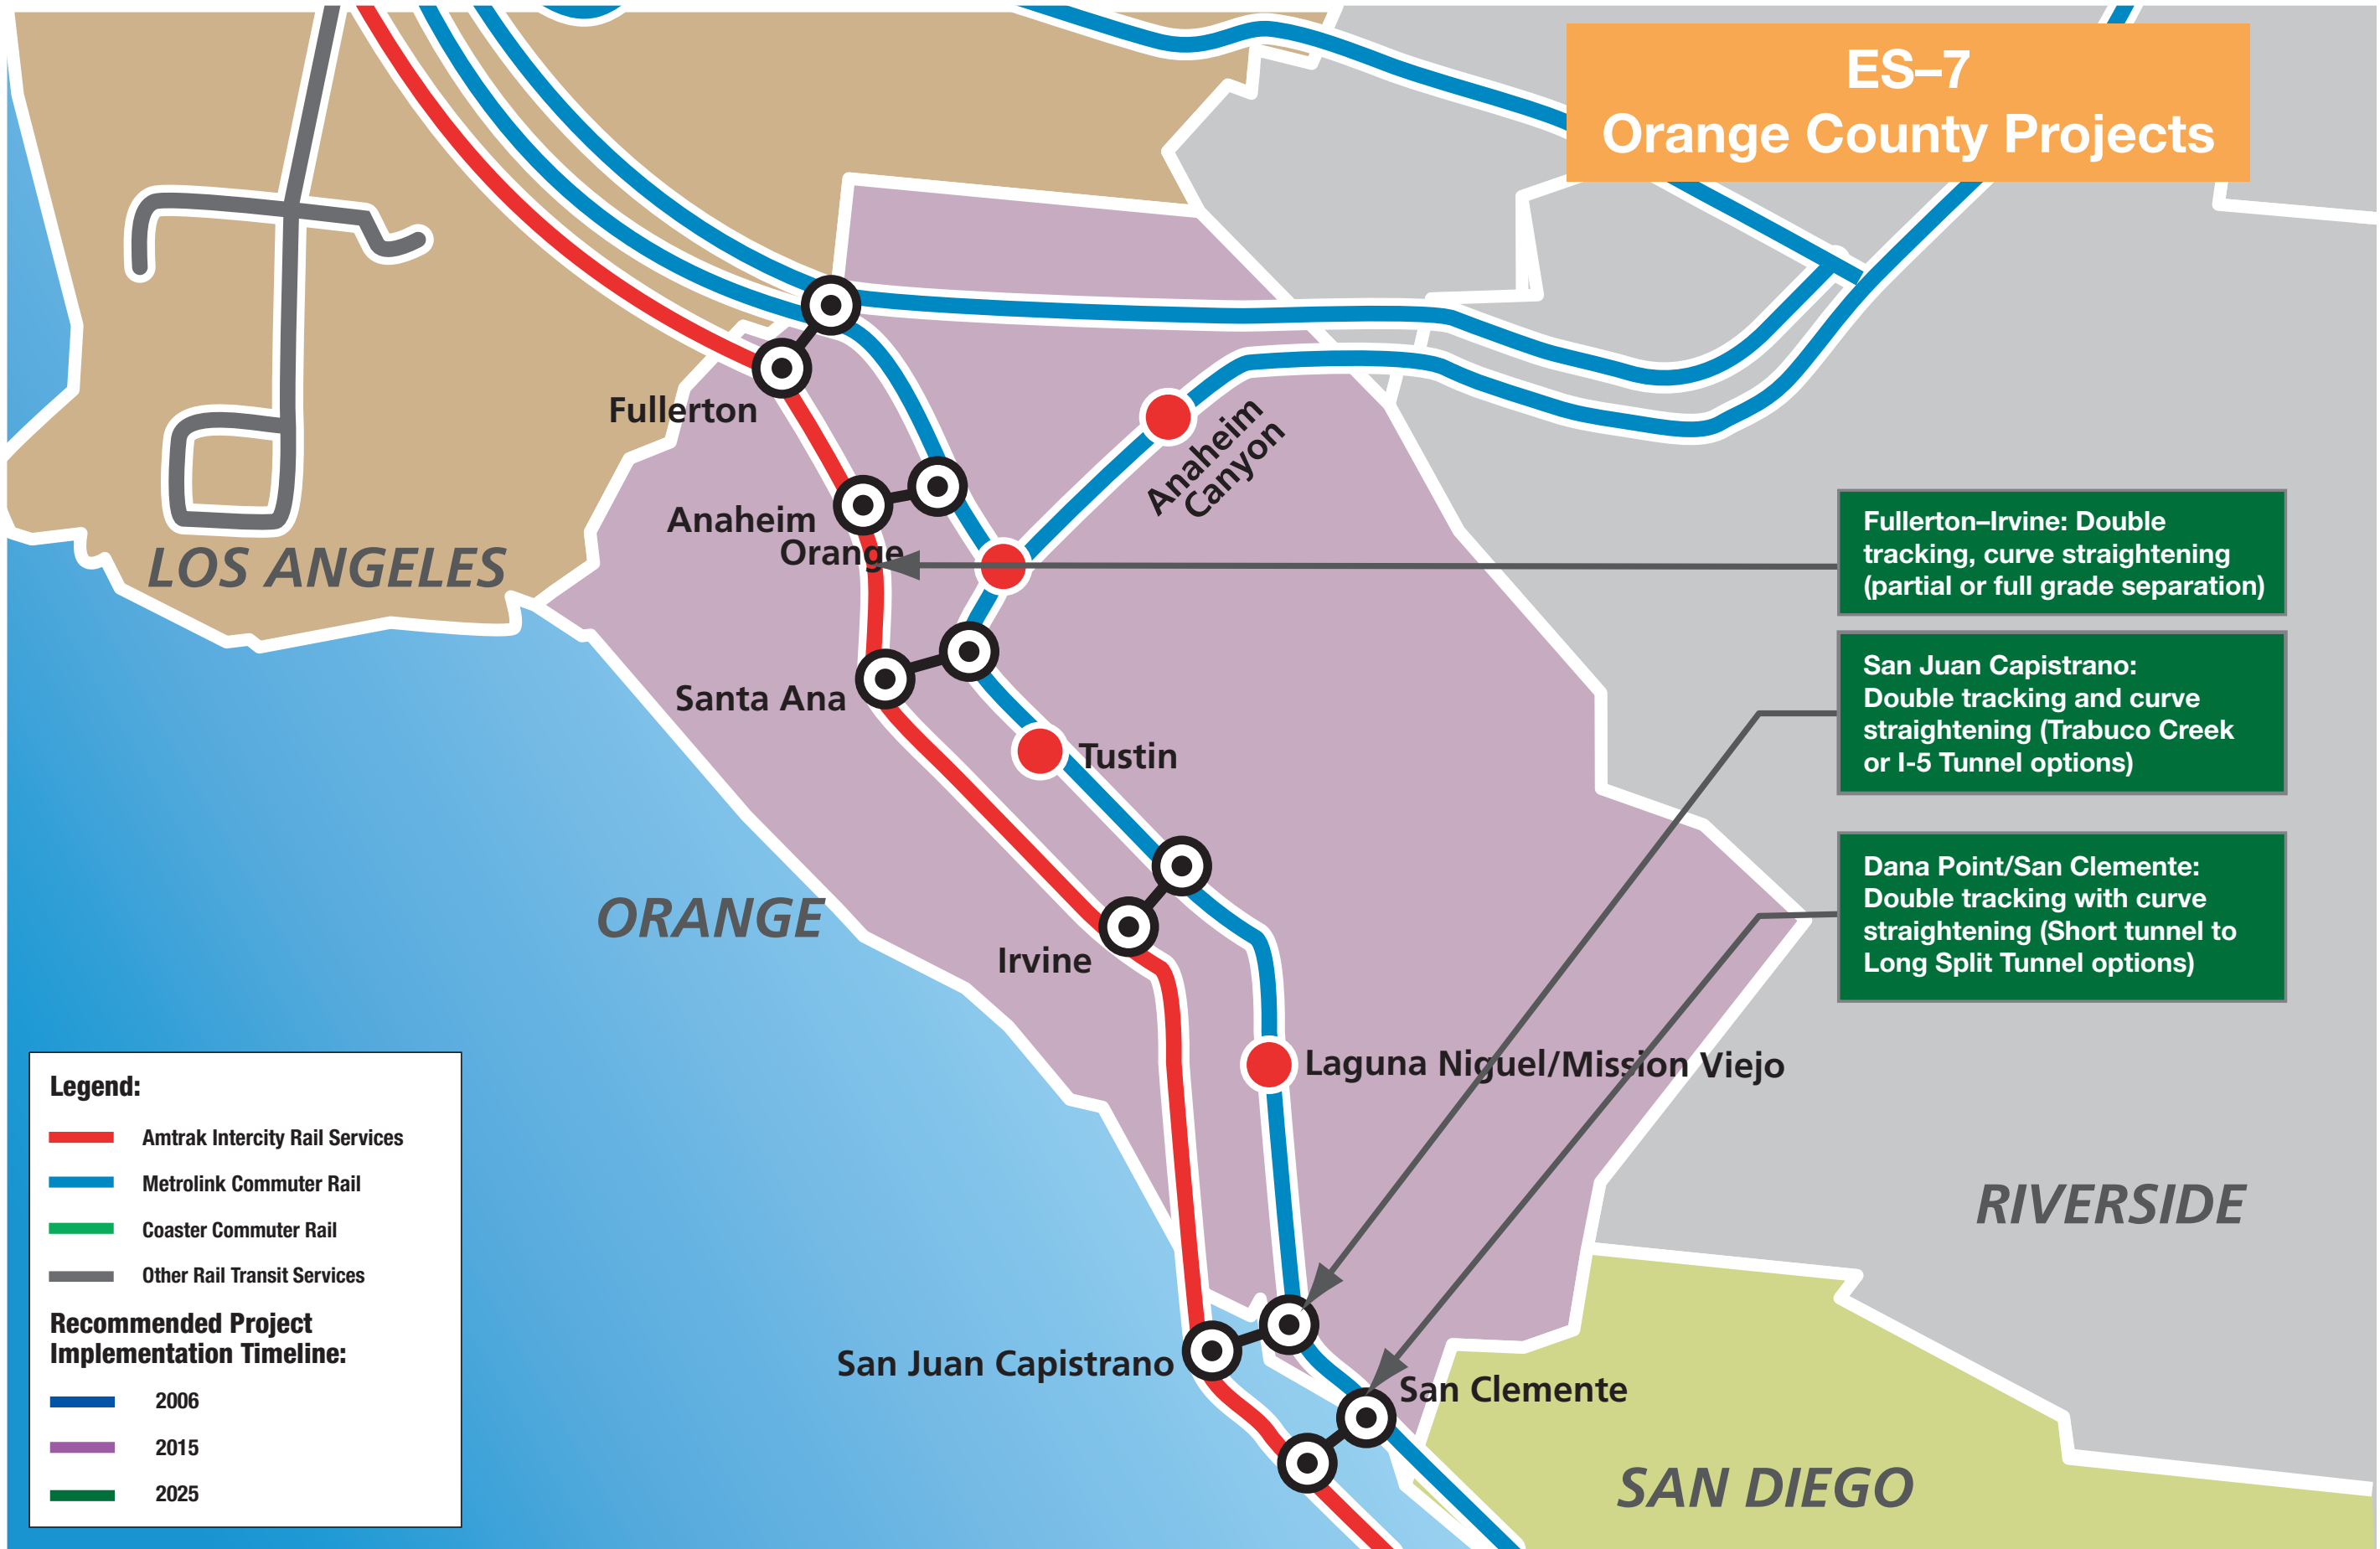 ES–7
Orange County Projects
Fullerton
Anaheim
Canyon
Anaheim
Orange
LOS ANGELES
Fullerton–Irvine: Double
tracking, curve straightening
(partial or full grade separation)
San Juan Capistrano:
Double tracking and curve
straightening (Trabuco Creek
or I-5 Tunnel options)
Santa Ana
Tustin
Dana Point/San Clemente:
Double tracking with curve
straightening (Short tunnel to
Long Split Tunnel options)
ORANGE
Irvine
Laguna Niguel/Mission Viejo
RIVERSIDE
San Juan Capistrano
San Clemente
SAN DIEGO
Legend:
Amtrak Intercity Rail Services
Metrolink Commuter Rail
Coaster Commuter Rail
Other Rail Transit Services
Recommended Project
Implementation Timeline:
2006
2015
2025